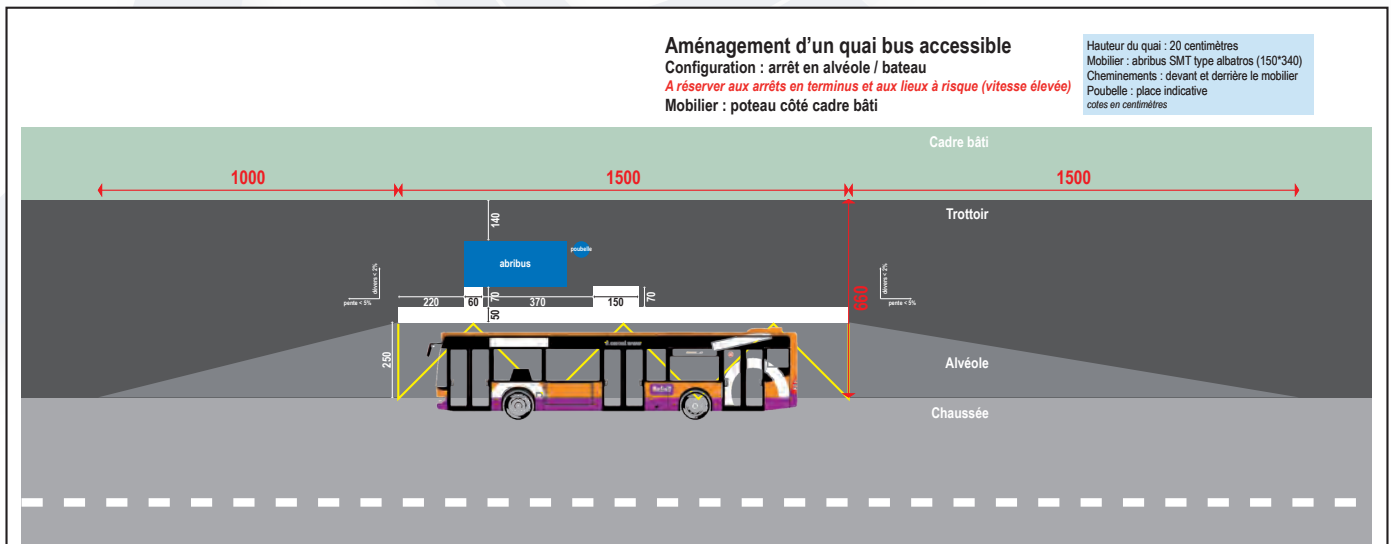 Aménagement d'un quai bus accessible
Configuration : arrêt en alvéole / bateau
A réserver aux arrêts en terminus et aux lieux à risque (vitesse élevée)
Mobilier : poteau côté cadre bâti
Hauteur du quai : 20 centimètres
Mobilier : abribus SMT type albatros (150*340)
Cheminements : devant et derrière le mobilier
Poubelle : place indicative
cotes en centimètres
Cadre bâti
1000
1500
1500
Trottoir
140
poubelle
abribus
dévers < 2%
pente < 5%
dévers < 2%
pente < 5%
220
60
70
370
150
70
50
660
250
Alvéole
Chaussée